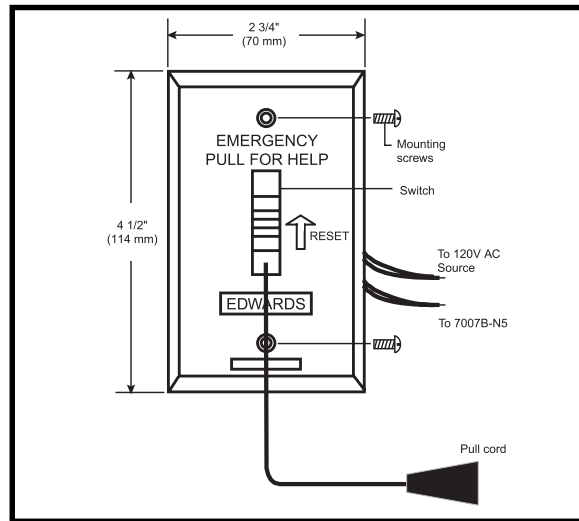 2 3/4"
(70 mm)
EMERGENCY
PULL FOR HELP
Mounting
screws
Switch
4 1/2"
(114 mm)
RESET
To 120V AC
Source
EDWARDS
To 7007B-N5
Pull cord